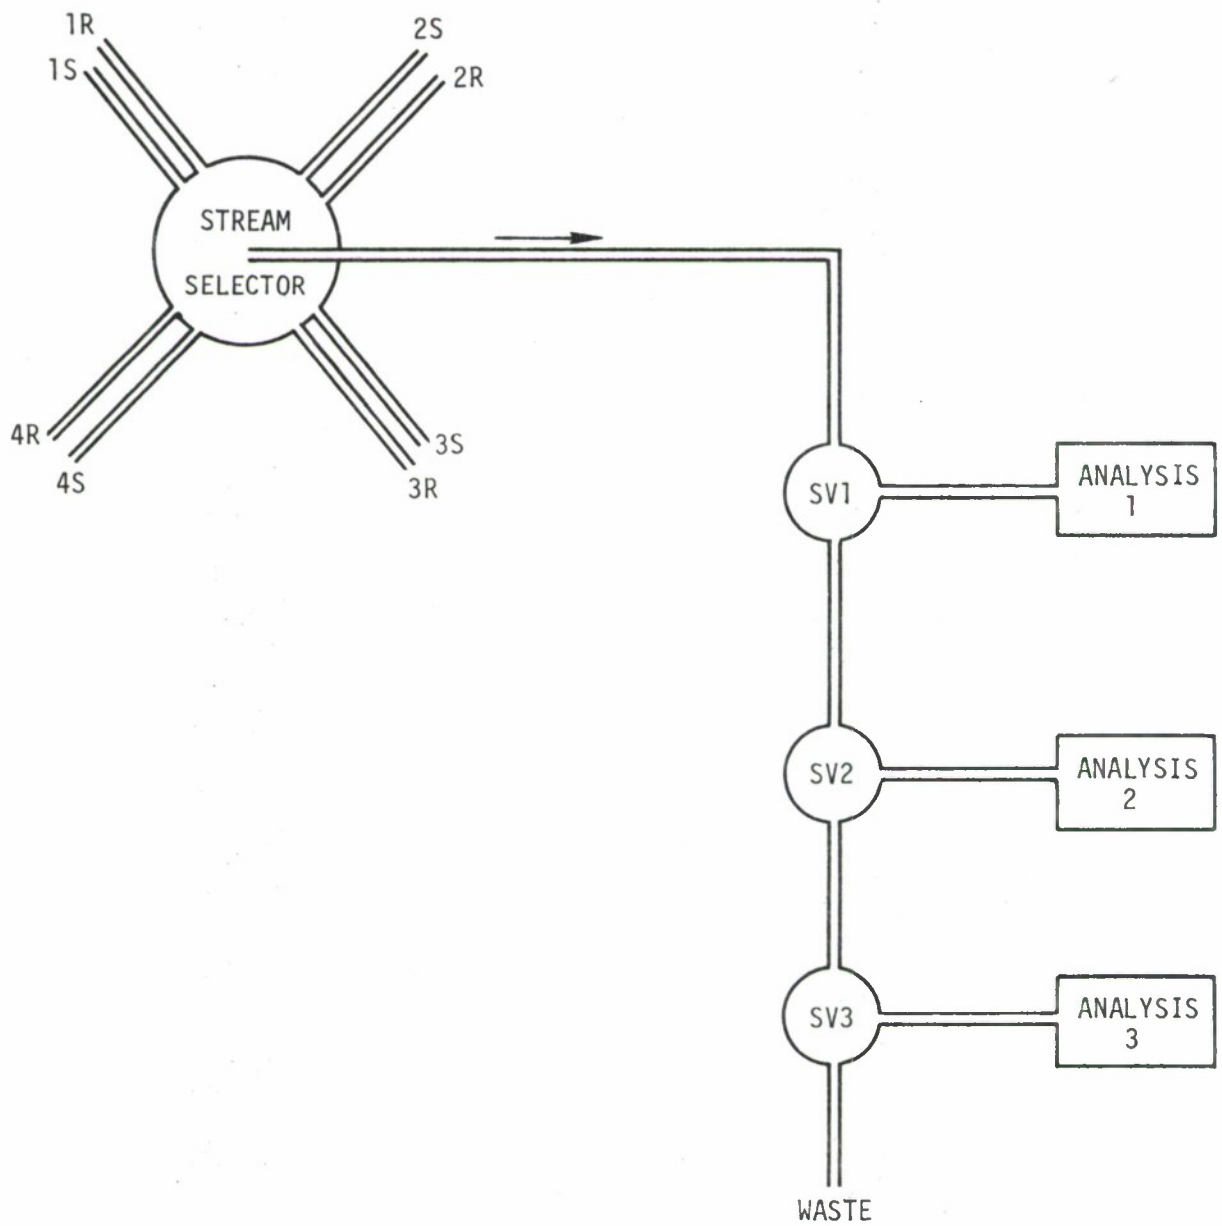 1R
2S
1S
2R
STREAM
SELECTOR
4R
3S
4S
3R
SV1
ANALYSIS
1
SV2
ANALYSIS
2
SV3
ANALYSIS
3
WASTE